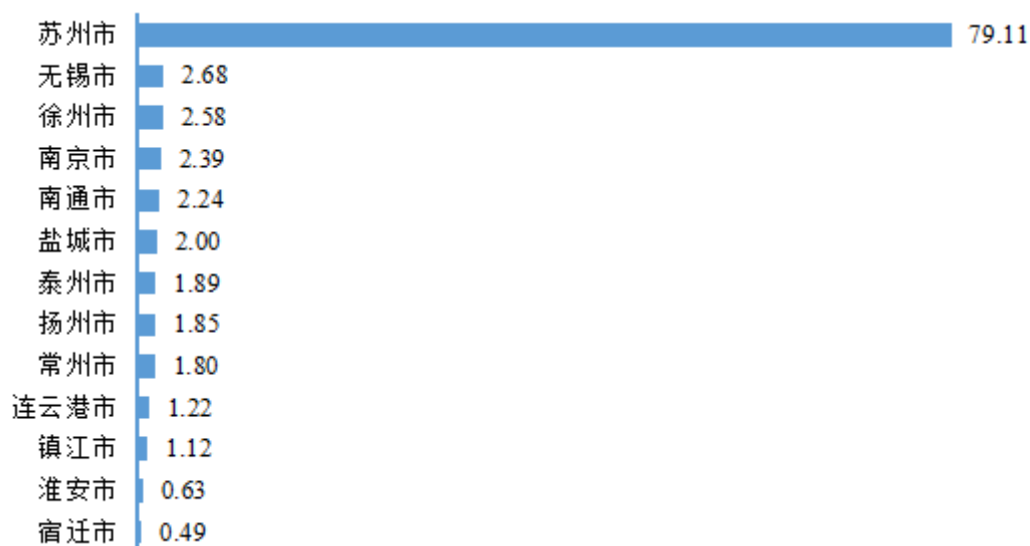 苏州市 79.11
无锡市 2.68
徐州市 2.58
南京市 2.39
南通市 2.24
盐城市 2.00
泰州市 1.89
扬州市 1.85
常州市 1.80
连云港市 1.22
镇江市 1.12
淮安市 0.63
宿迁市 0.49